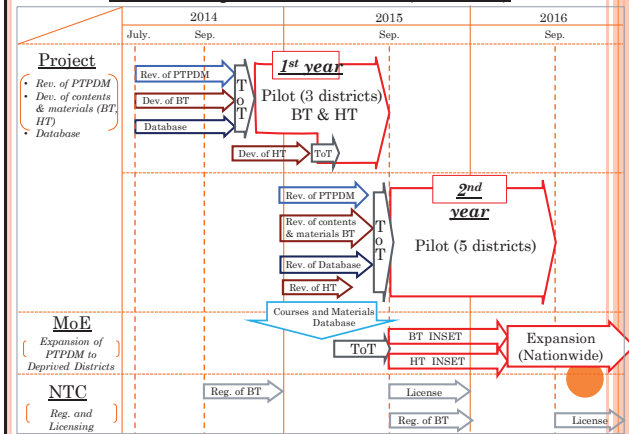 2014
2015
2016
July.
Sep.
Sep.
Sep.
Project
• Rev. of PTPDM
• Dev. of contents
& materials (BT,
HT)
• Database
Rev. of PTPDM
Dev. of BT
Database
T
o
T
1st year
Pilot (3 districts)
BT & HT
Dev. of HT
ToT
Rev. of PTPDM
Rev. of contents
& materials BT
Rev. of Database
Rev. of HT
T
o
T
2nd
year
Pilot (5 districts)
Courses and Materials
Database
MoE
Expansion of
PTPDM to
Deprived Districts
ToT
BT INSET
HT INSET
Expansion
(Nationwide)
NTC
Reg. and
Licensing
Reg. of BT
License
Reg. of BT
License